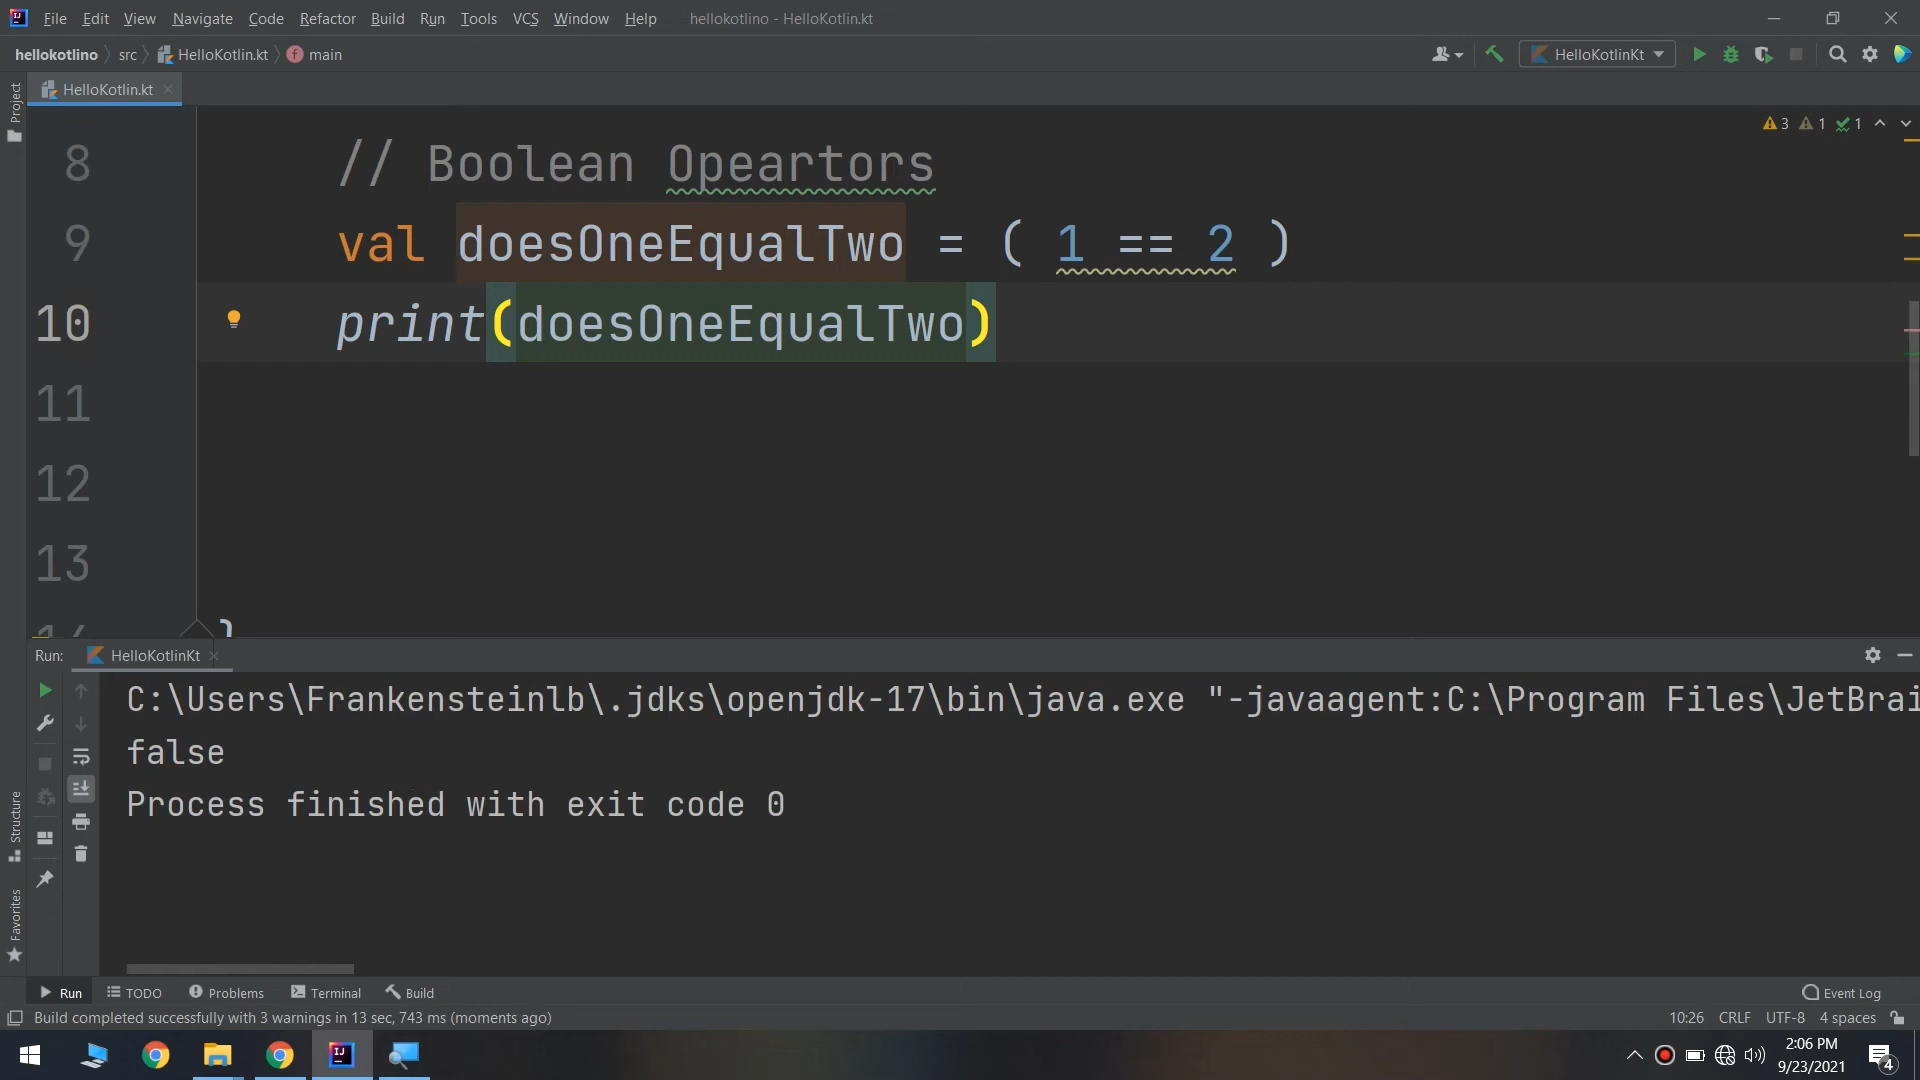 File Edit View Navigate Code Refactor Build Run Tools VCS Window Help hellokotlino - HelloKotlin.kt
hellokotlino src HelloKotlin.kt main HelloKotlinKt
HelloKotlin.kt
Project
3 1 1
8 // Boolean Opeartors
9 val doesOneEqualTwo = ( 1 == 2 )
10 print(doesOneEqualTwo)
11
12
13
14 }
Run: HelloKotlinKt
C:\Users\Frankensteinlb\.jdks\openjdk-17\bin\java.exe "-javaagent:C:\Program Files\JetBrai
false
Process finished with exit code 0
Structure
Favorites
Run TODO Problems Terminal Build Event Log
Build completed successfully with 3 warnings in 13 sec, 743 ms (moments ago) 10:26 CRLF UTF-8 4 spaces
2:06 PM
9/23/2021
4